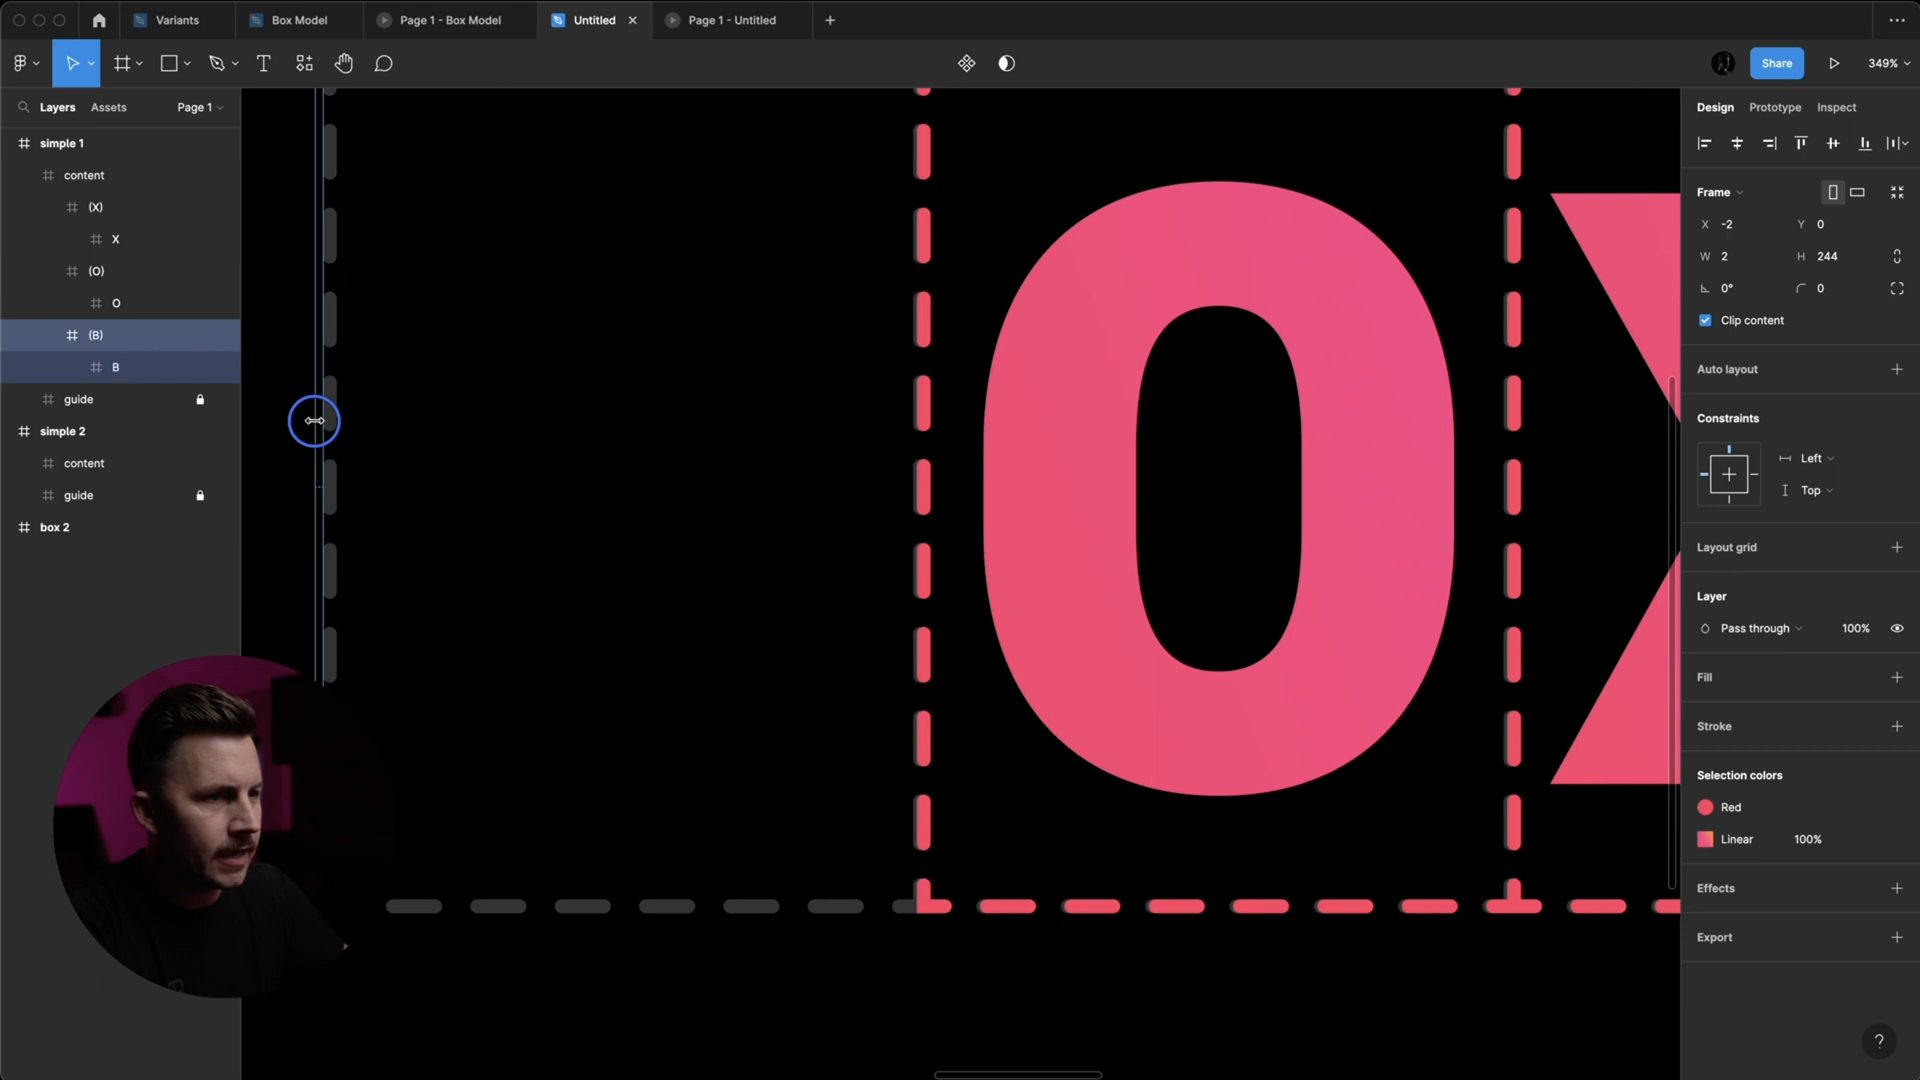 Variants
Box Model
Page 1 - Box Model
Untitled
Page 1 - Untitled
Share
349%
Layers
Assets
Page 1
simple 1
content
(X)
X
(O)
O
(B)
B
guide
simple 2
content
guide
box 2
OX
Design
Prototype
Inspect
Frame
X -2
Y 0
W 2
H 244
0°
0
Clip content
Auto layout
Constraints
Left
Top
Layout grid
Layer
Pass through
100%
Fill
Stroke
Selection colors
Red
Linear
100%
Effects
Export
?